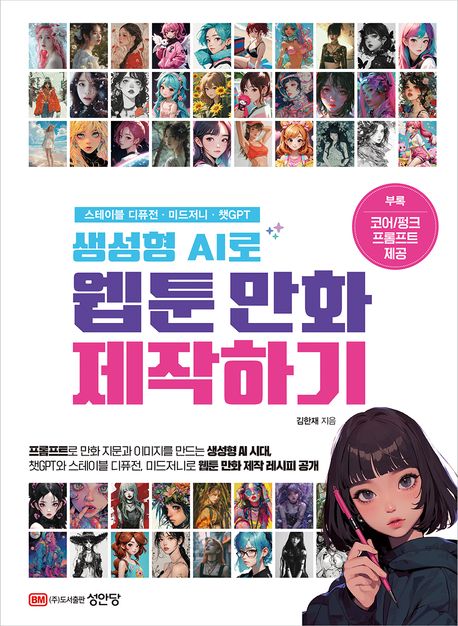 스테이블 디퓨전 · 미드저니 · 챗GPT
생성형 AI로
웹툰 만화
제작하기
부록
코어/펑크
프롬프트
제공
김한재 지음
프롬프트로 만화 지문과 이미지를 만드는 생성형 AI 시대,
챗GPT와 스테이블 디퓨전, 미드저니로 웹툰 만화 제작 레시피 공개
BM (주)도서출판 성안당